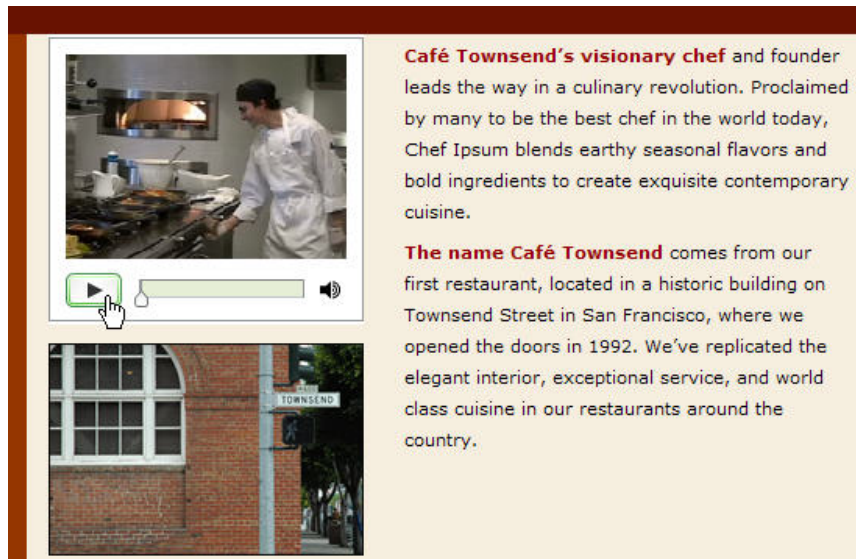 Café Townsend’s visionary chef and founder
leads the way in a culinary revolution. Proclaimed
by many to be the best chef in the world today,
Chef Ipsum blends earthy seasonal flavors and
bold ingredients to create exquisite contemporary
cuisine.
The name Café Townsend comes from our
first restaurant, located in a historic building on
Townsend Street in San Francisco, where we
opened the doors in 1992. We’ve replicated the
elegant interior, exceptional service, and world
class cuisine in our restaurants around the
country.
TOWNSEND